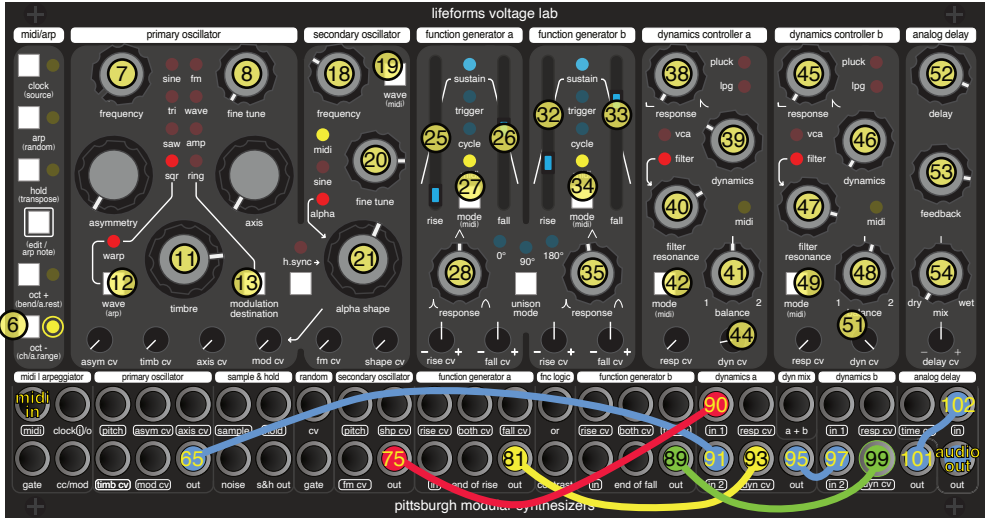 lifeforms voltage lab
midi/arp primary oscillator secondary oscillator function generator a function generator b dynamics controller a dynamics controller b analog delay
7 8 18 19 38 45 52
sine fm sustain sustain pluck pluck
clock (source) tri wave wave (midi) trigger trigger lpg lpg
frequency fine tune frequency response response delay
25 26 32 33
arp (random) saw amp midi cycle cycle vca vca
20 39 46
hold (transpose) sqr ring sine filter filter
27 34 53
asymmetry axis alpha fine tune rise mode (midi) fall rise mode (midi) fall dynamics dynamics
40 47
(edit / arp note) warp midi midi feedback
h.sync 0° 90° 180° filter resonance filter resonance
11 12 13 21 28 35 41 42 48 49 54
oct + (bend/a.rest) wave (arp) timbre modulation destination alpha shape response unison mode response mode (midi) 1 balance 2 mode (midi) 1 balance 2 dry wet
6 44 51 mix
oct - (ch/a.range) asym cv timb cv axis cv mod cv fm cv shape cv − rise cv + − fall cv + − rise cv + − fall cv + resp cv dyn cv resp cv dyn cv − delay cv +
midi | arpeggiator primary oscillator sample & hold random secondary oscillator function generator a fnc logic function generator b dynamics a dyn mix dynamics b analog delay
midi in 90 102
midi clock(i)/o pitch asym cv axis cv sample hold cv pitch shp cv rise cv both cv fall cv or rise cv both cv in 1 resp cv a + b in 1 resp cv time cv in
65 75 81 89 91 93 95 97 99 101 audio out
gate cc/mod timb cv mod cv out noise s&h out gate fm cv out in end of rise out contrast in end of fall out in 2 dyn cv out in 2 dyn cv out out
pittsburgh modular synthesizers